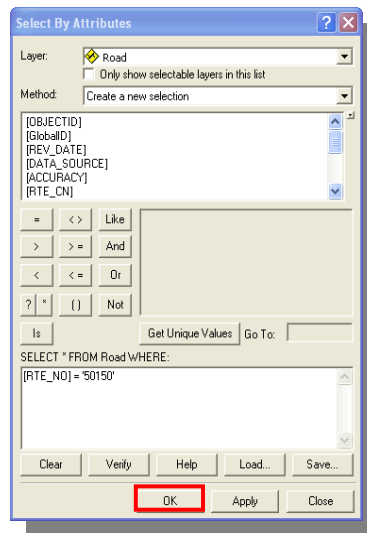 Select By Attributes
Layer: Road
Only show selectable layers in this list
Method: Create a new selection
[OBJECTID]
[GlobalID]
[REV_DATE]
[DATA_SOURCE]
[ACCURACY]
[RTE_CN]
= <> Like
> >= And
< <= Or
? * () Not
Is Get Unique Values Go To:
SELECT * FROM Road WHERE:
[RTE_NO] = '50150'
Clear Verify Help Load... Save...
OK Apply Close